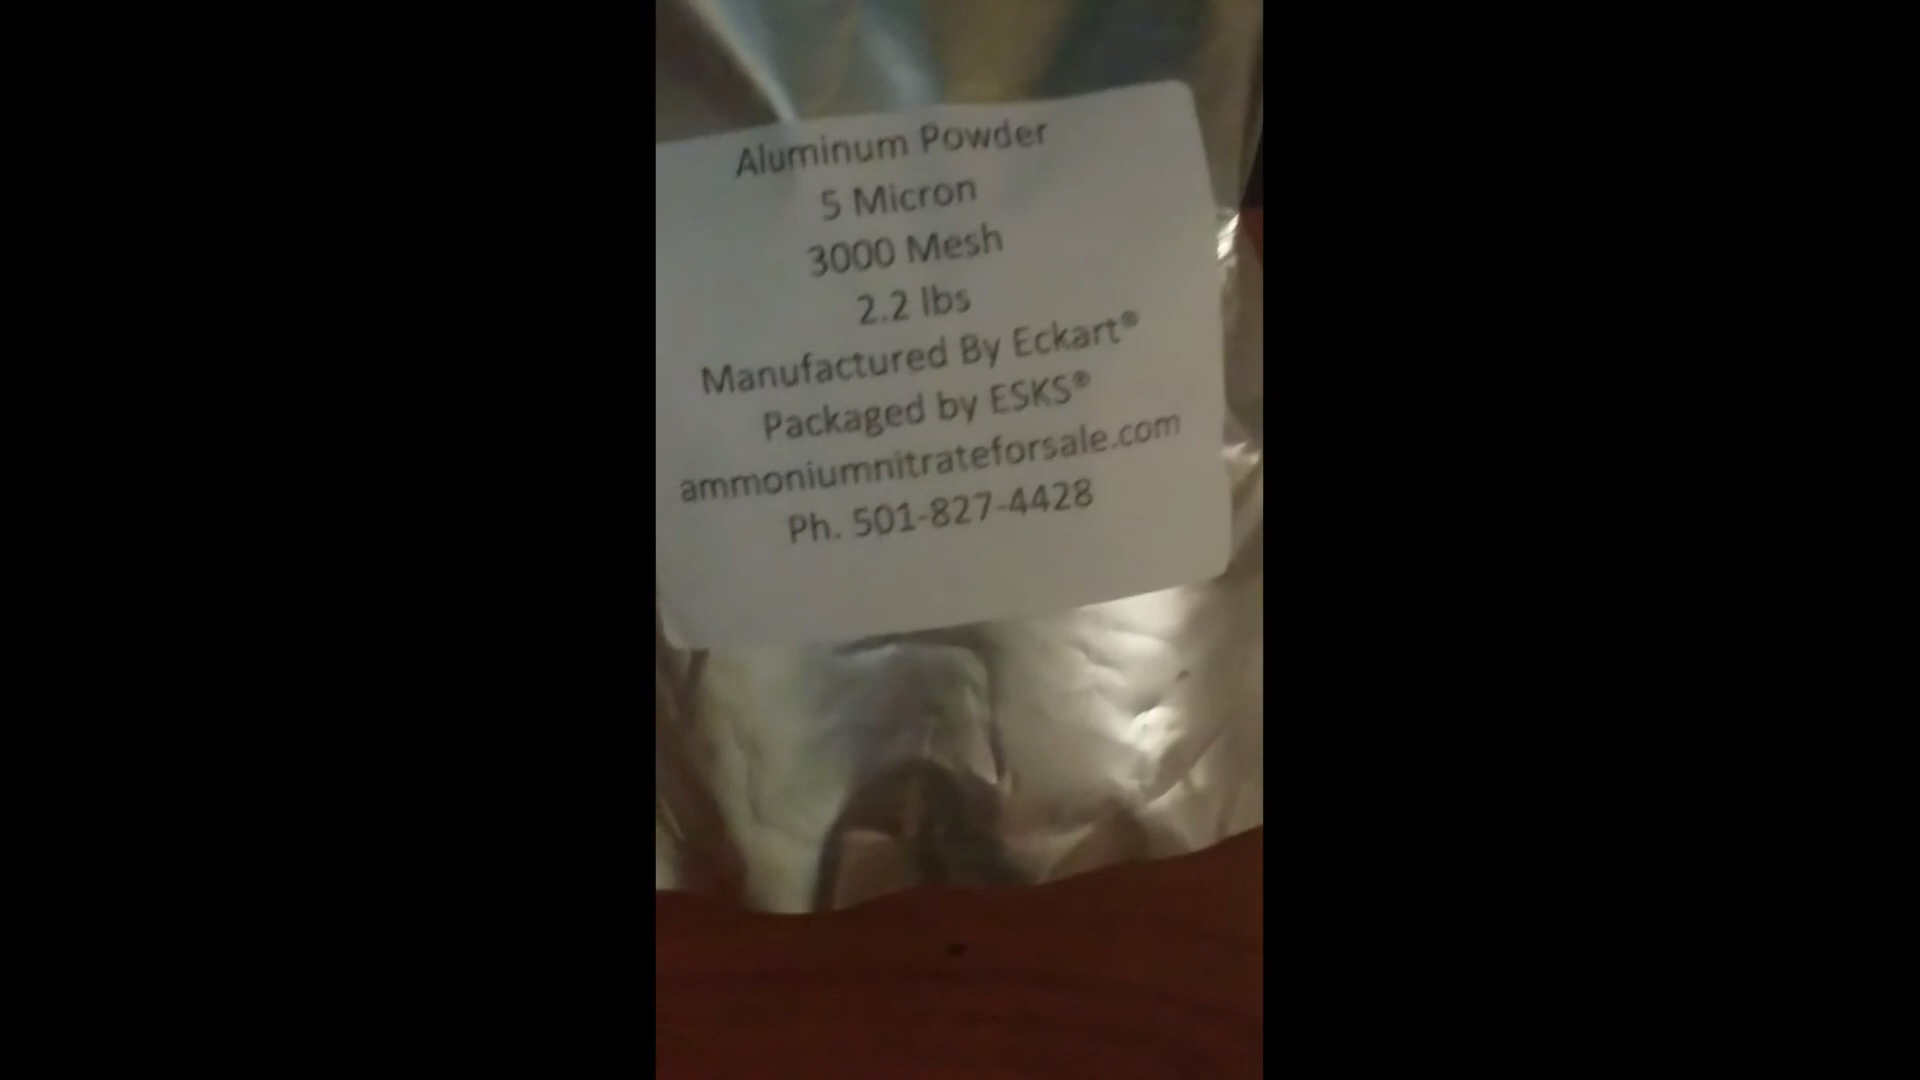 Aluminum Powder
5 Micron
3000 Mesh
2.2 lbs
Manufactured By Eckart®
Packaged by ESKS®
ammoniumnitrateforsale.com
Ph. 501-827-4428